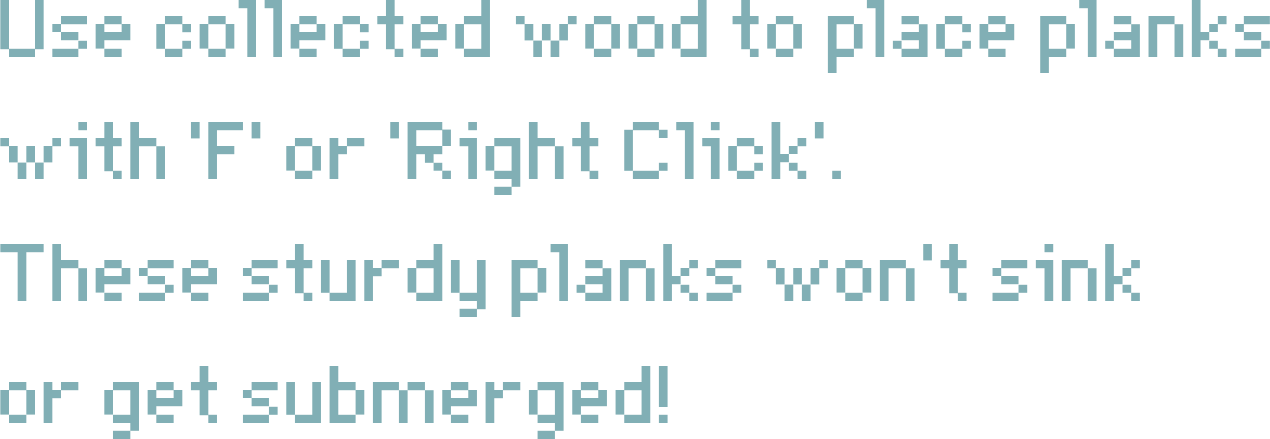 Use collected wood to place planks
with 'F' or 'Right Click'.
These sturdy planks won't sink
or get submerged!